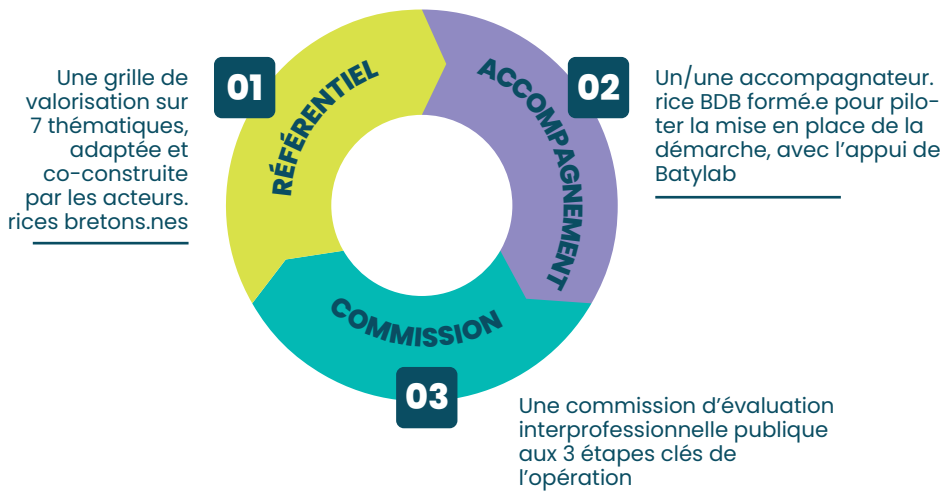 01
RÉFÉRENTIEL
Une grille de
valorisation sur
7 thématiques,
adaptée et
co-construite
par les acteurs.
rices bretons.nes
02
ACCOMPAGNEMENT
Un/une accompagnateur.
rice BDB formé.e pour pilo-
ter la mise en place de la
démarche, avec l’appui de
Batylab
03
COMMISSION
Une commission d’évaluation
interprofessionnelle publique
aux 3 étapes clés de
l’opération